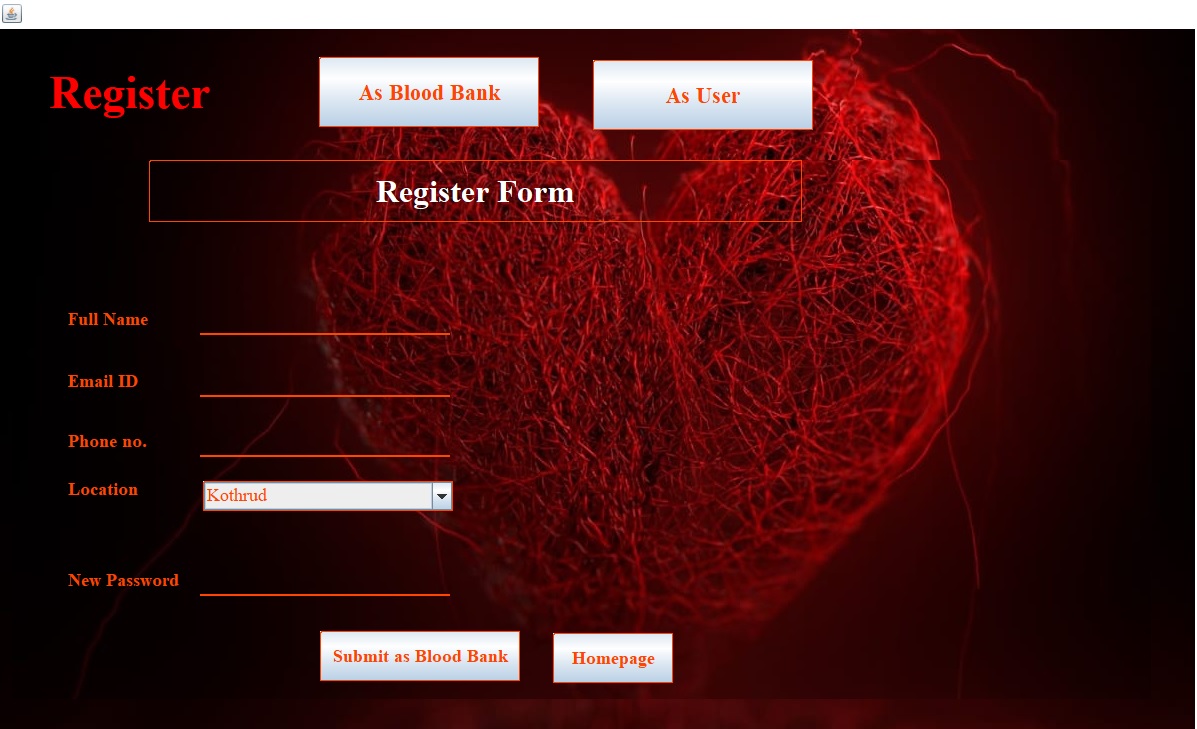 Register
As Blood Bank
As User
Register Form
Full Name
Email ID
Phone no.
Location
Kothrud
New Password
Submit as Blood Bank
Homepage